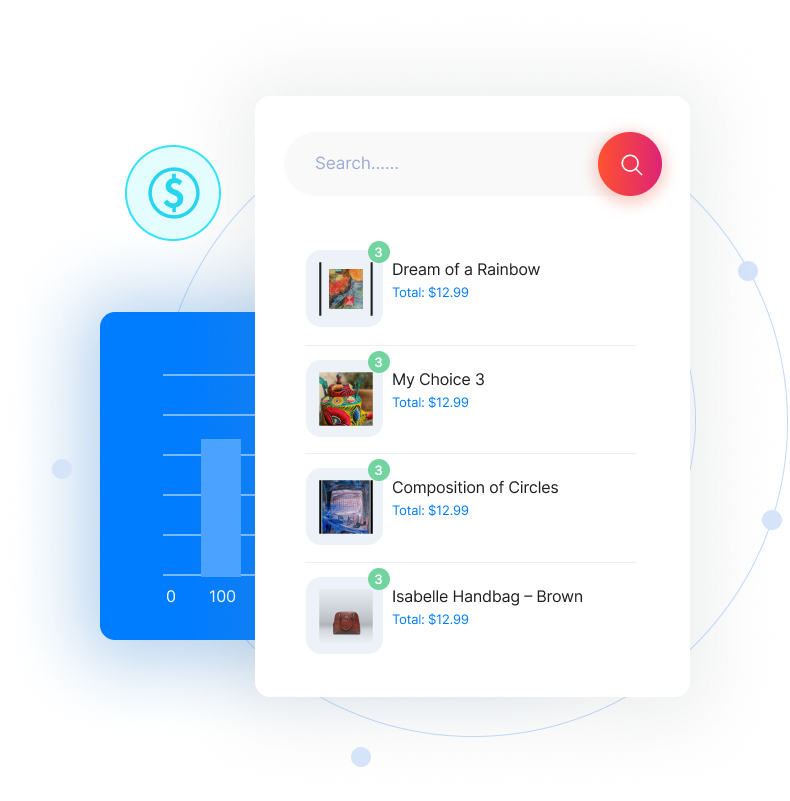 $
Search......
3
Dream of a Rainbow
Total: $12.99
3
My Choice 3
Total: $12.99
3
Composition of Circles
Total: $12.99
3
Isabelle Handbag – Brown
Total: $12.99
0 100